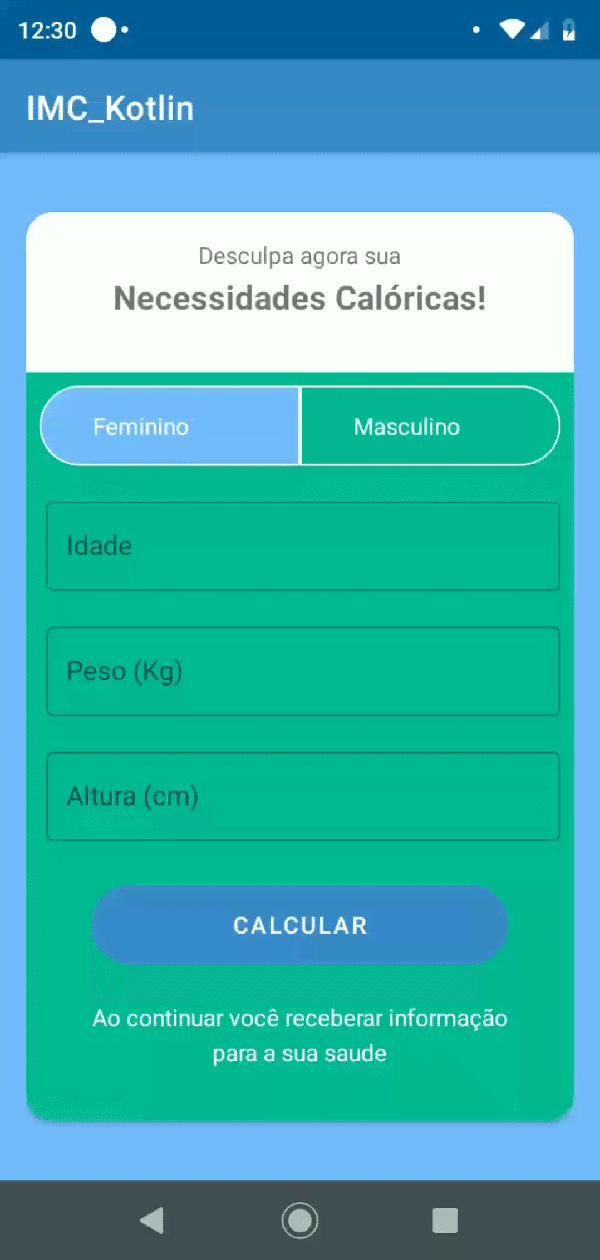 12:30
IMC_Kotlin
Desculpa agora sua
Necessidades Calóricas!
Feminino
Masculino
Idade
Peso (Kg)
Altura (cm)
CALCULAR
Ao continuar você receberar informação
para a sua saude